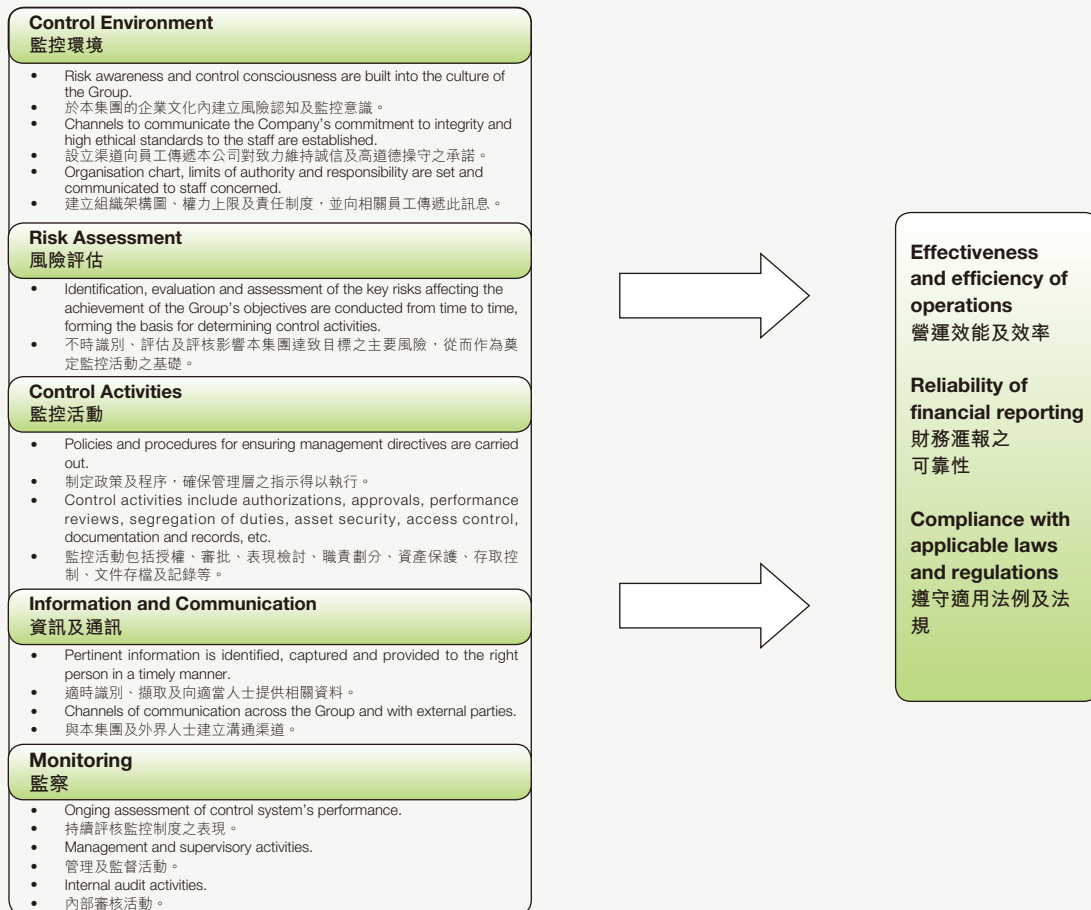 Control Environment
監控環境
• Risk awareness and control consciousness are built into the culture of
the Group.
• 於本集團的企業文化內建立風險認知及監控意識。
• Channels to communicate the Company's commitment to integrity and
high ethical standards to the staff are established.
• 設立渠道向員工傳遞本公司對致力維持誠信及高道德操守之承諾。
• Organisation chart, limits of authority and responsibility are set and
communicated to staff concerned.
• 建立組織架構圖、權力上限及責任制度，並向相關員工傳遞此訊息。
Risk Assessment
風險評估
• Identification, evaluation and assessment of the key risks affecting the
achievement of the Group's objectives are conducted from time to time,
forming the basis for determining control activities.
• 不時識別、評估及評核影響本集團達致目標之主要風險，從而作為奠
定監控活動之基礎。
Control Activities
監控活動
• Policies and procedures for ensuring management directives are carried
out.
• 制定政策及程序，確保管理層之指示得以執行。
• Control activities include authorizations, approvals, performance
reviews, segregation of duties, asset security, access control,
documentation and records, etc.
• 監控活動包括授權、審批、表現檢討、職責劃分、資產保護、存取控
制、文件存檔及記錄等。
Information and Communication
資訊及通訊
• Pertinent information is identified, captured and provided to the right
person in a timely manner.
• 適時識別、擷取及向適當人士提供相關資料。
• Channels of communication across the Group and with external parties.
• 與本集團及外界人士建立溝通渠道。
Monitoring
監察
• Ongoing assessment of control system's performance.
• 持續評核監控制度之表現。
• Management and supervisory activities.
• 管理及監督活動。
• Internal audit activities.
• 內部審核活動。
Effectiveness
and efficiency of
operations
營運效能及效率
Reliability of
financial reporting
財務滙報之
可靠性
Compliance with
applicable laws
and regulations
遵守適用法例及法
規